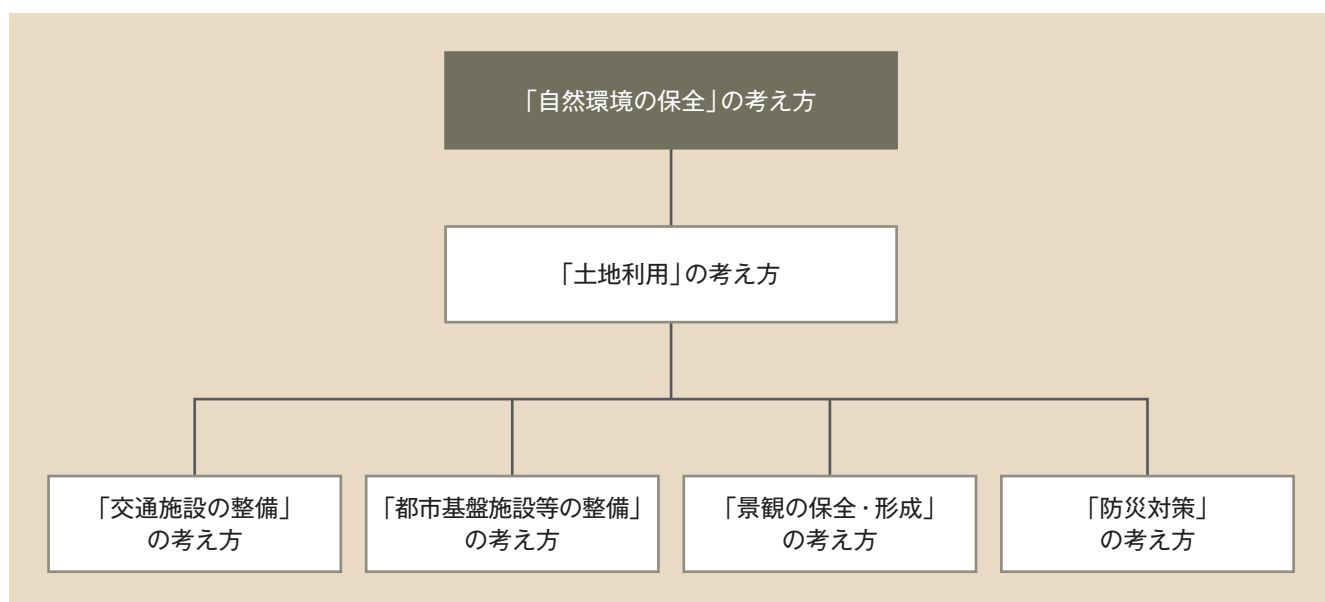 「自然環境の保全」の考え方
「土地利用」の考え方
「交通施設の整備」
の考え方
「都市基盤施設等の整備」
の考え方
「景観の保全・形成」
の考え方
「防災対策」
の考え方